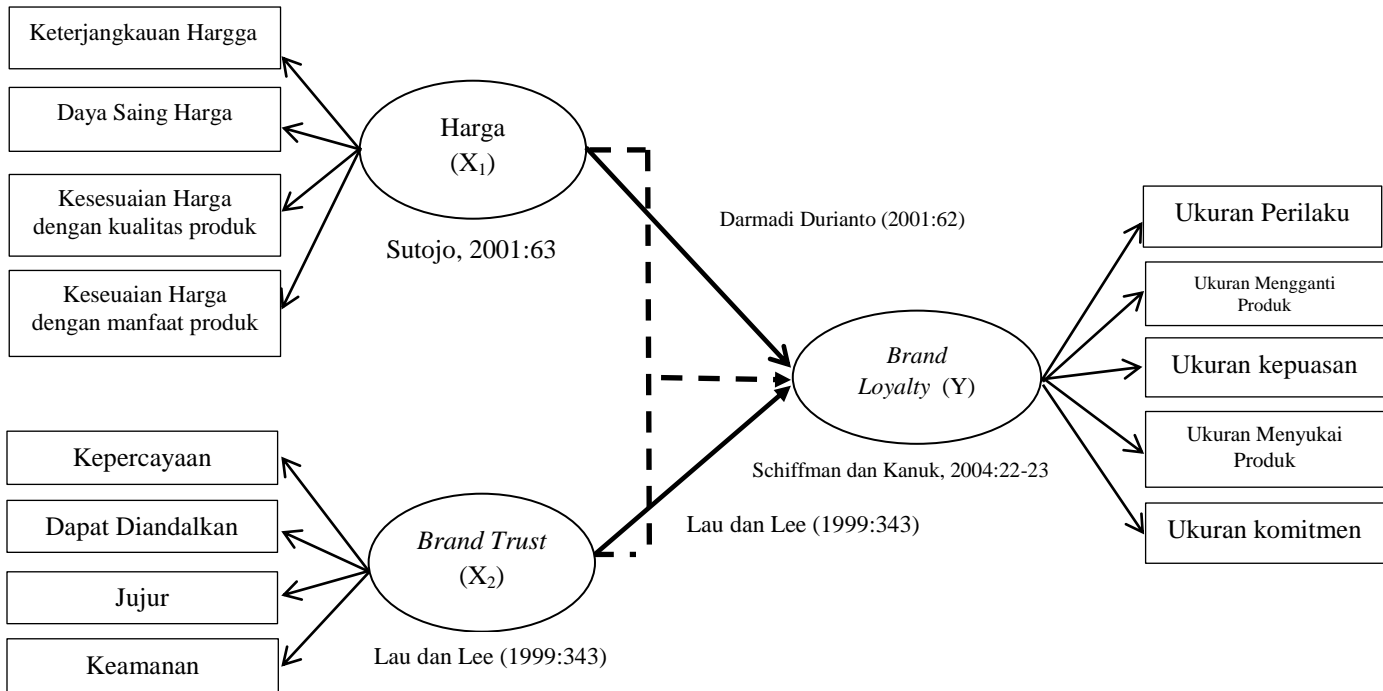 Keterjangkauan Hargga
Daya Saing Harga
Kesesuaian Harga
dengan kualitas produk
Keseuaian Harga
dengan manfaat produk
Harga
(X₁)
Sutojo, 2001:63
Darmadi Durianto (2001:62)
Kepercayaan
Dapat Diandalkan
Jujur
Keamanan
Brand Trust
(X₂)
Lau dan Lee (1999:343)
Lau dan Lee (1999:343)
Brand
Loyalty (Y)
Schiffman dan Kanuk, 2004:22-23
Ukuran Perilaku
Ukuran Mengganti
Produk
Ukuran kepuasan
Ukuran Menyukai
Produk
Ukuran komitmen